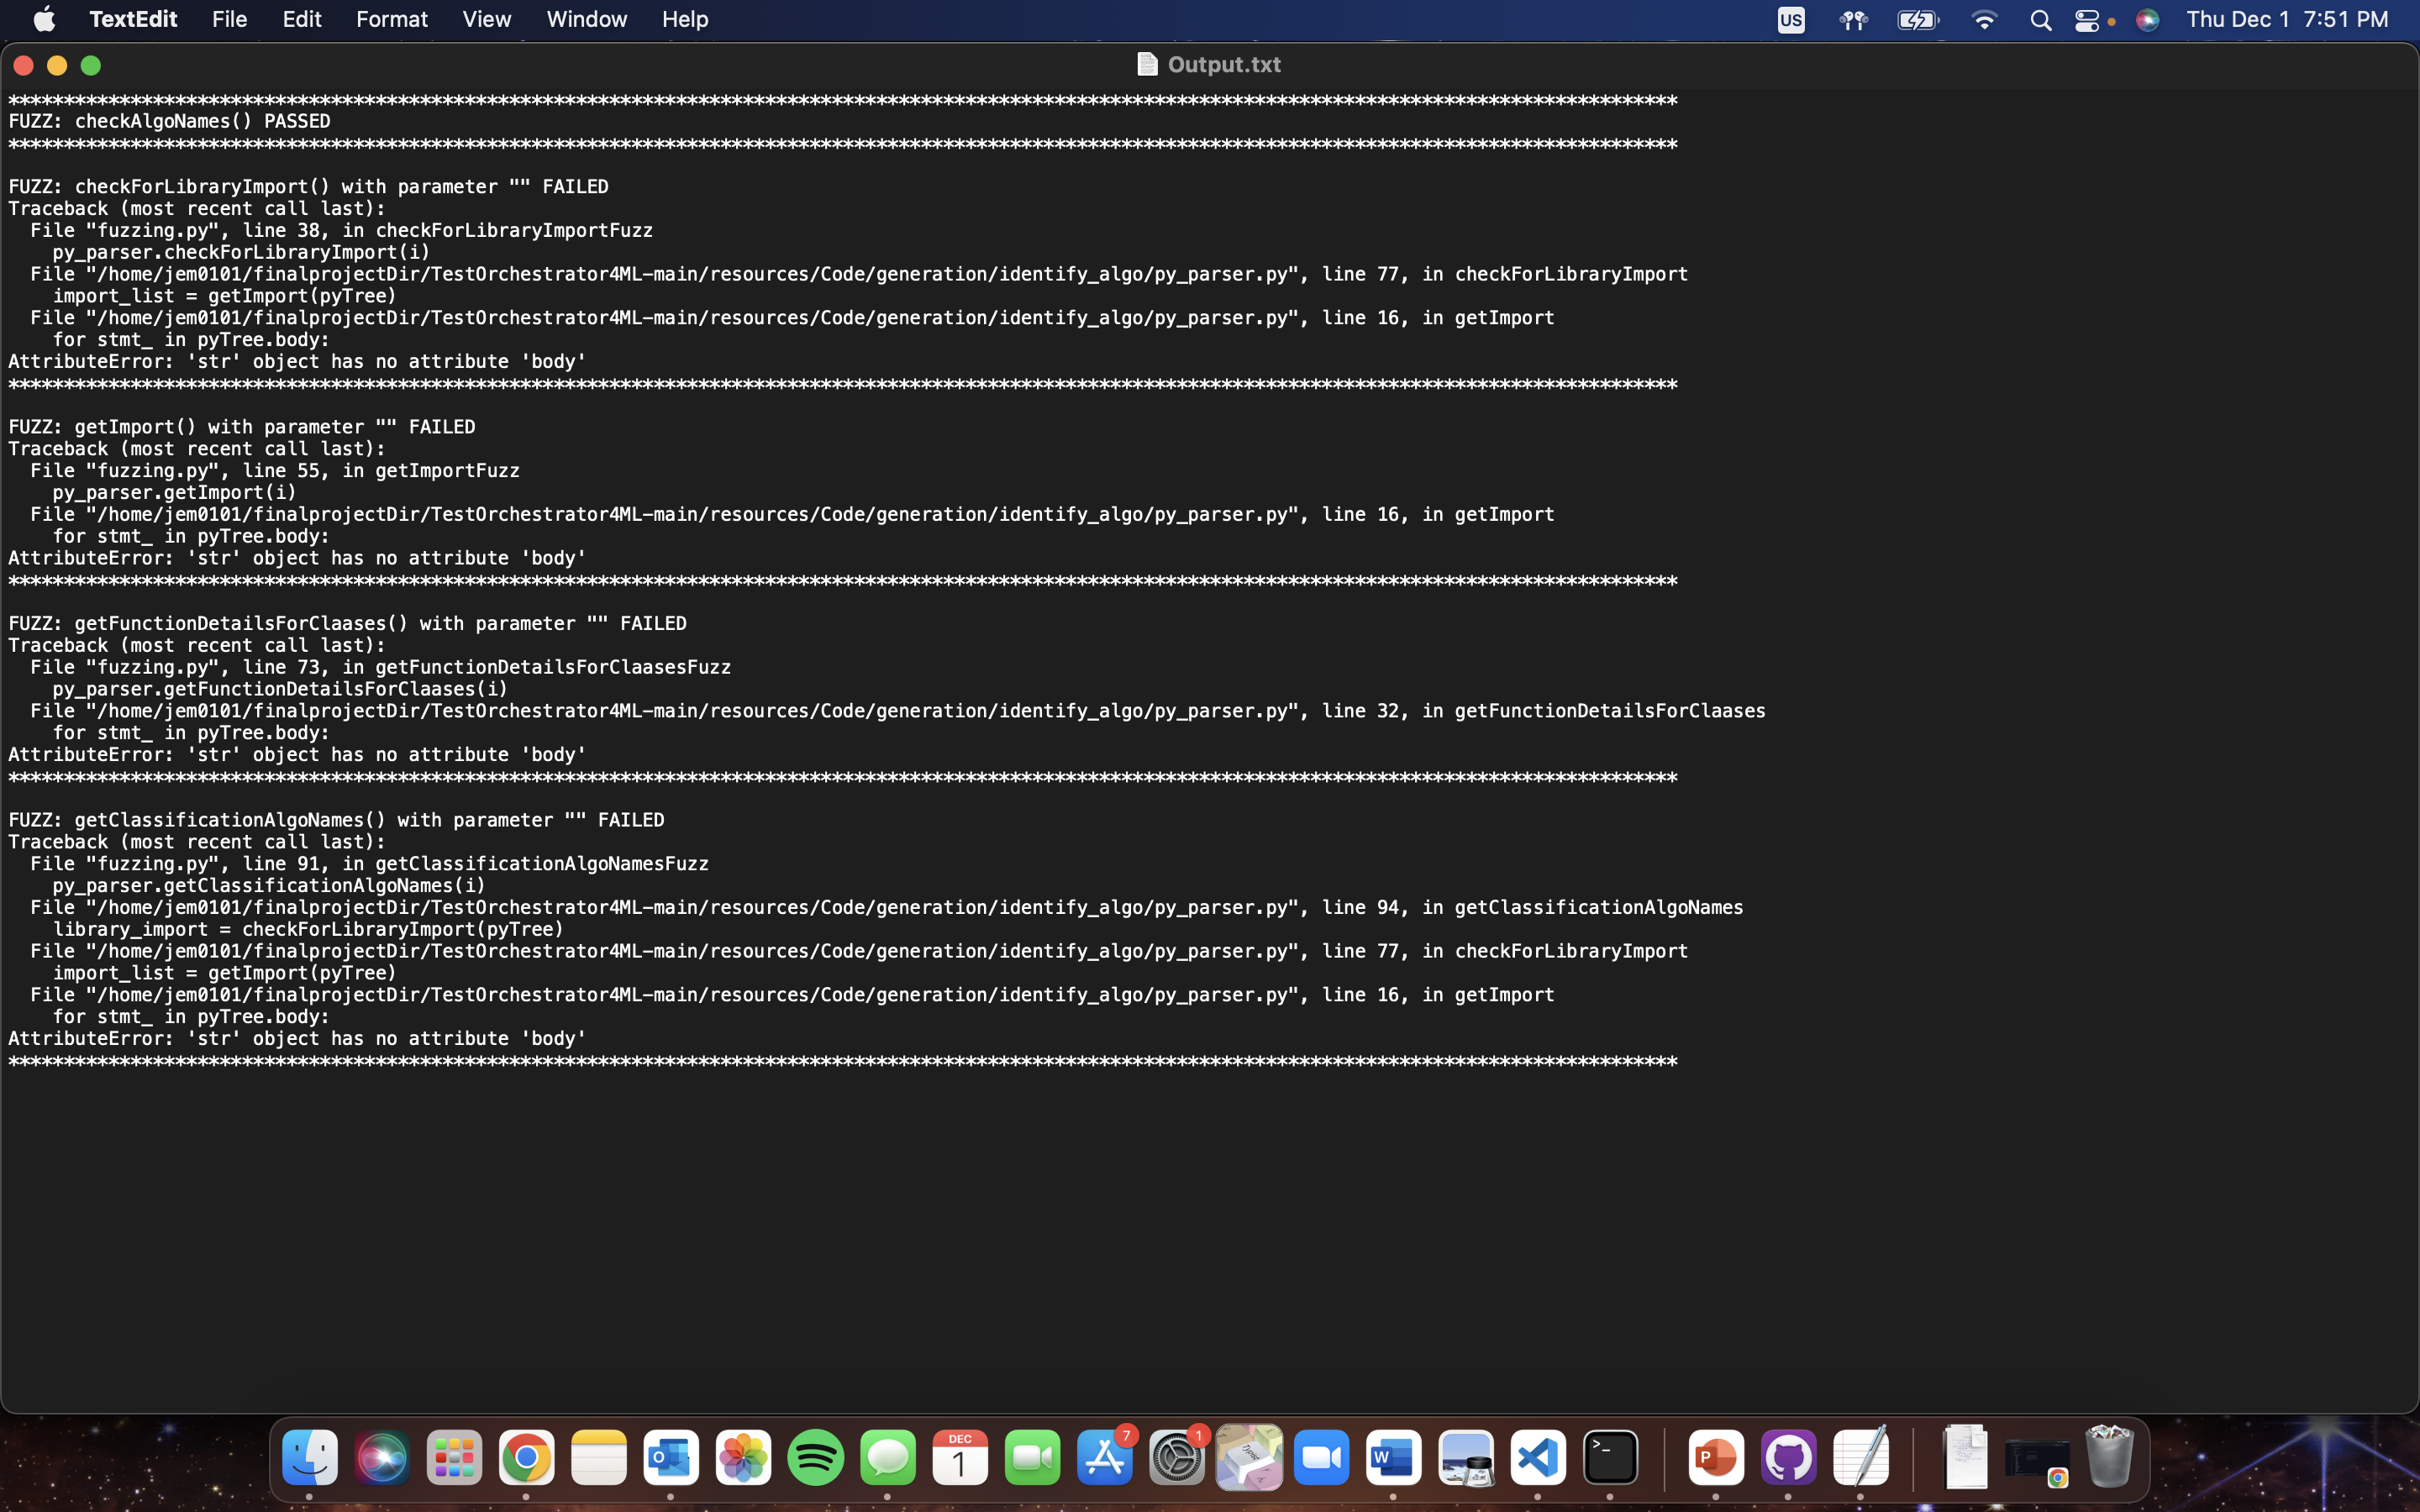 TextEdit File Edit Format View Window Help US Thu Dec 1 7:51 PM
Output.txt
******************************************************************************************************************************************************
FUZZ: checkAlgoNames() PASSED
******************************************************************************************************************************************************
FUZZ: checkForLibraryImport() with parameter "" FAILED
Traceback (most recent call last):
  File "fuzzing.py", line 38, in checkForLibraryImportFuzz
    py_parser.checkForLibraryImport(i)
  File "/home/jem0101/finalprojectDir/TestOrchestrator4ML-main/resources/Code/generation/identify_algo/py_parser.py", line 77, in checkForLibraryImport
    import_list = getImport(pyTree)
  File "/home/jem0101/finalprojectDir/TestOrchestrator4ML-main/resources/Code/generation/identify_algo/py_parser.py", line 16, in getImport
    for stmt_ in pyTree.body:
AttributeError: 'str' object has no attribute 'body'
******************************************************************************************************************************************************
FUZZ: getImport() with parameter "" FAILED
Traceback (most recent call last):
  File "fuzzing.py", line 55, in getImportFuzz
    py_parser.getImport(i)
  File "/home/jem0101/finalprojectDir/TestOrchestrator4ML-main/resources/Code/generation/identify_algo/py_parser.py", line 16, in getImport
    for stmt_ in pyTree.body:
AttributeError: 'str' object has no attribute 'body'
******************************************************************************************************************************************************
FUZZ: getFunctionDetailsForClaases() with parameter "" FAILED
Traceback (most recent call last):
  File "fuzzing.py", line 73, in getFunctionDetailsForClaasesFuzz
    py_parser.getFunctionDetailsForClaases(i)
  File "/home/jem0101/finalprojectDir/TestOrchestrator4ML-main/resources/Code/generation/identify_algo/py_parser.py", line 32, in getFunctionDetailsForClaases
    for stmt_ in pyTree.body:
AttributeError: 'str' object has no attribute 'body'
******************************************************************************************************************************************************
FUZZ: getClassificationAlgoNames() with parameter "" FAILED
Traceback (most recent call last):
  File "fuzzing.py", line 91, in getClassificationAlgoNamesFuzz
    py_parser.getClassificationAlgoNames(i)
  File "/home/jem0101/finalprojectDir/TestOrchestrator4ML-main/resources/Code/generation/identify_algo/py_parser.py", line 94, in getClassificationAlgoNames
    library_import = checkForLibraryImport(pyTree)
  File "/home/jem0101/finalprojectDir/TestOrchestrator4ML-main/resources/Code/generation/identify_algo/py_parser.py", line 77, in checkForLibraryImport
    import_list = getImport(pyTree)
  File "/home/jem0101/finalprojectDir/TestOrchestrator4ML-main/resources/Code/generation/identify_algo/py_parser.py", line 16, in getImport
    for stmt_ in pyTree.body:
AttributeError: 'str' object has no attribute 'body'
******************************************************************************************************************************************************
DEC 7 1
O 1 W >_ P